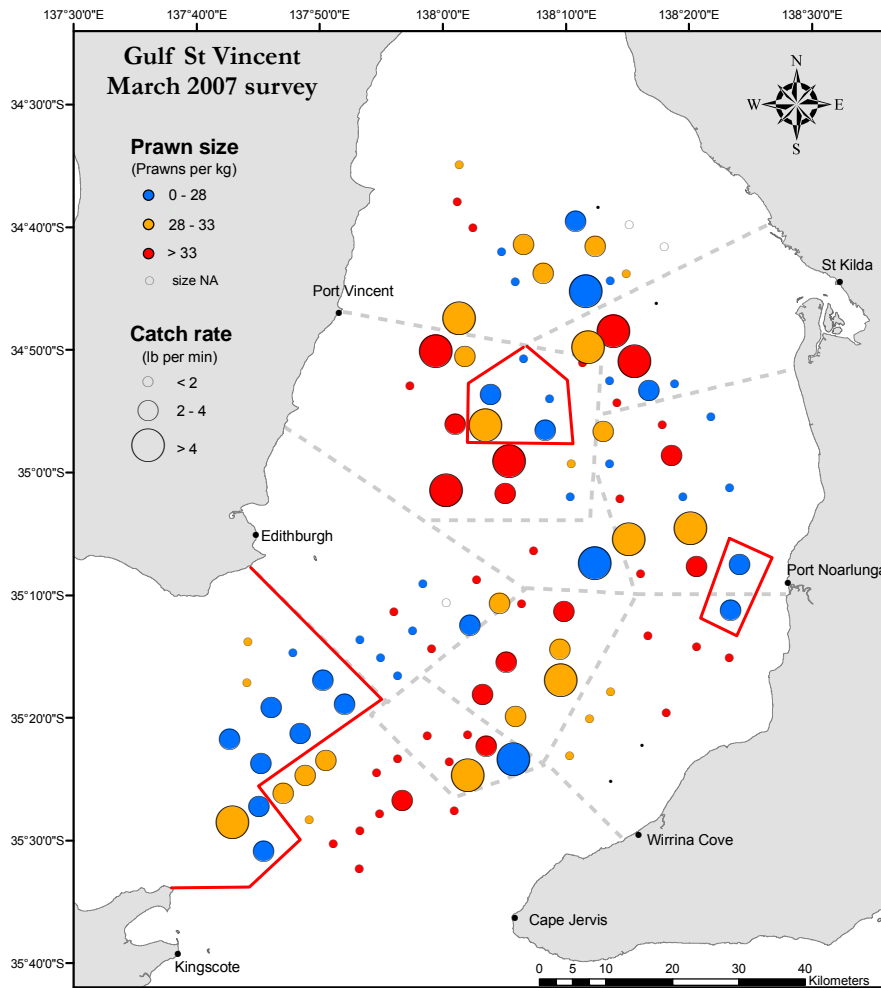 137°30'0"E 137°40'0"E 137°50'0"E 138°0'0"E 138°10'0"E 138°20'0"E 138°30'0"E
Gulf St Vincent
March 2007 survey
N
W E
S
34°30'0"S
Prawn size
(Prawns per kg)
0 - 28
28 - 33
> 33
size NA
34°40'0"S
St Kilda
Port Vincent
Catch rate
(lb per min)
< 2
2 - 4
> 4
34°50'0"S
35°0'0"S
Edithburgh
Port Noarlunga
35°10'0"S
35°20'0"S
35°30'0"S
Wirrina Cove
Cape Jervis
35°40'0"S
Kingscote
0 5 10 20 30 40
Kilometers